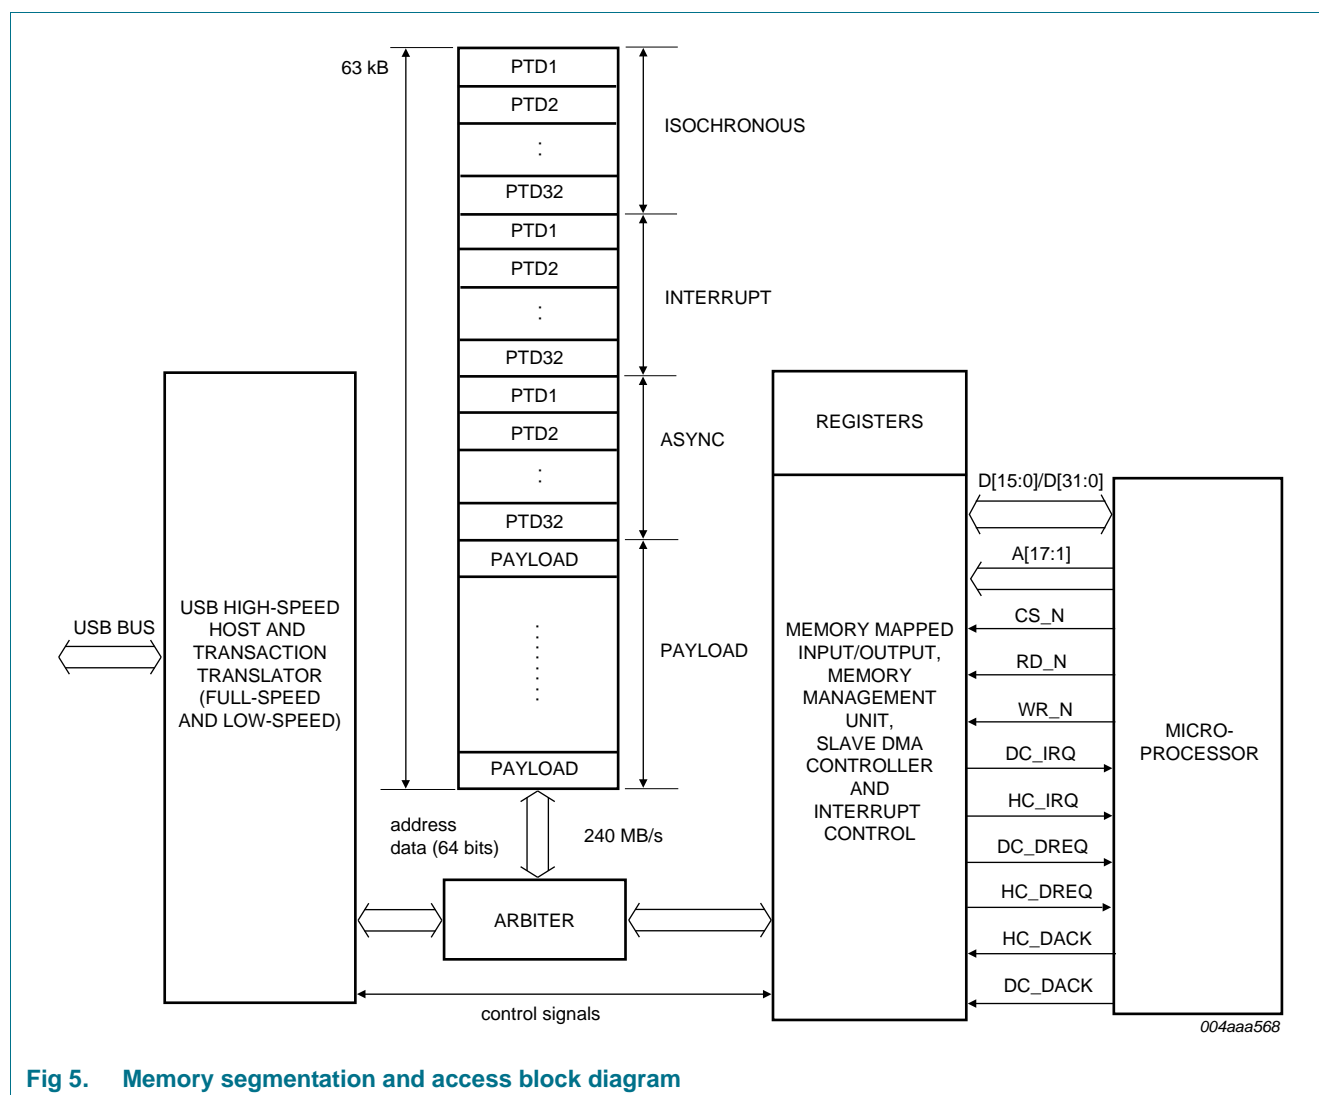 63 kB
PTD1
PTD2
PTD32
ISOCHRONOUS
PTD1
PTD2
PTD32
INTERRUPT
PTD1
PTD2
PTD32
ASYNC
PAYLOAD
PAYLOAD
PAYLOAD
USB BUS
USB HIGH-SPEED
HOST AND
TRANSACTION
TRANSLATOR
(FULL-SPEED
AND LOW-SPEED)
address
data (64 bits)
240 MB/s
ARBITER
control signals
REGISTERS
MEMORY MAPPED
INPUT/OUTPUT,
MEMORY
MANAGEMENT
UNIT,
SLAVE DMA
CONTROLLER
AND
INTERRUPT
CONTROL
D[15:0]/D[31:0]
A[17:1]
CS_N
RD_N
WR_N
DC_IRQ
HC_IRQ
DC_DREQ
HC_DREQ
HC_DACK
DC_DACK
MICRO-
PROCESSOR
004aaa568
Fig 5. Memory segmentation and access block diagram